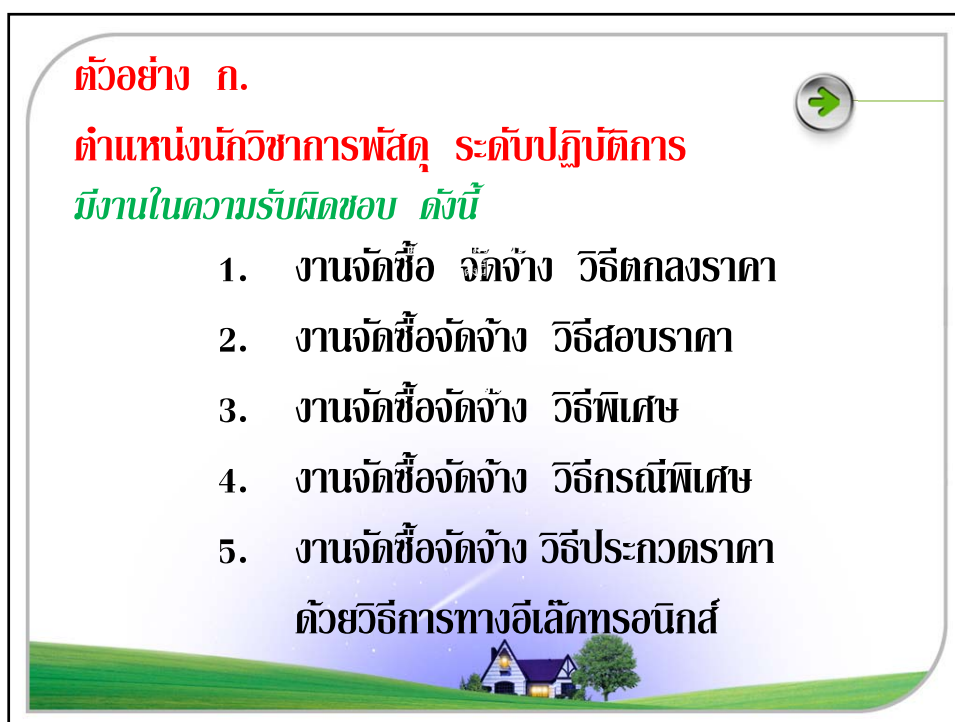 ตัวอย่าง ก.
ตำแหน่งนักวิชาการพัสดุ ระดับปฏิบัติการ
มีงานในความรับผิดชอบ ดังนี้
1. งานจัดซื้อ จัดจ้าง วิธีตกลงราคา
2. งานจัดซื้อจัดจ้าง วิธีสอบราคา
3. งานจัดซื้อจัดจ้าง วิธีพิเศษ
4. งานจัดซื้อจัดจ้าง วิธีกรณีพิเศษ
5. งานจัดซื้อจัดจ้าง วิธีประกวดราคา
ด้วยวิธีการทางอีเล๊คทรอนิกส์